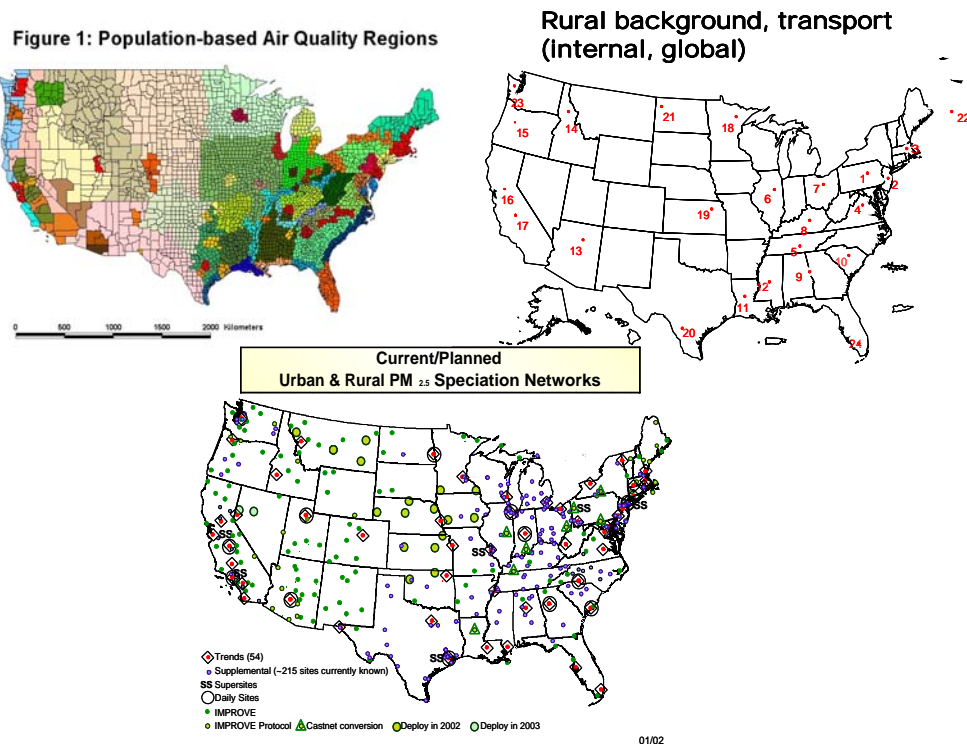 Figure 1: Population-based Air Quality Regions
0 500 1000 1500 2000 Kilometers
Rural background, transport
(internal, global)
23
15
14
21
18
22
3
1
2
16
17
6
7
4
19
8
13
5
10
9
12
11
20
24
Current/Planned
Urban & Rural PM 2.5 Speciation Networks
SS
SS
SS
SS
SS
SS
Trends (54)
Supplemental (~215 sites currently known)
SS Supersites
Daily Sites
IMPROVE
IMPROVE Protocol Castnet conversion Deploy in 2002 Deploy in 2003
01/02